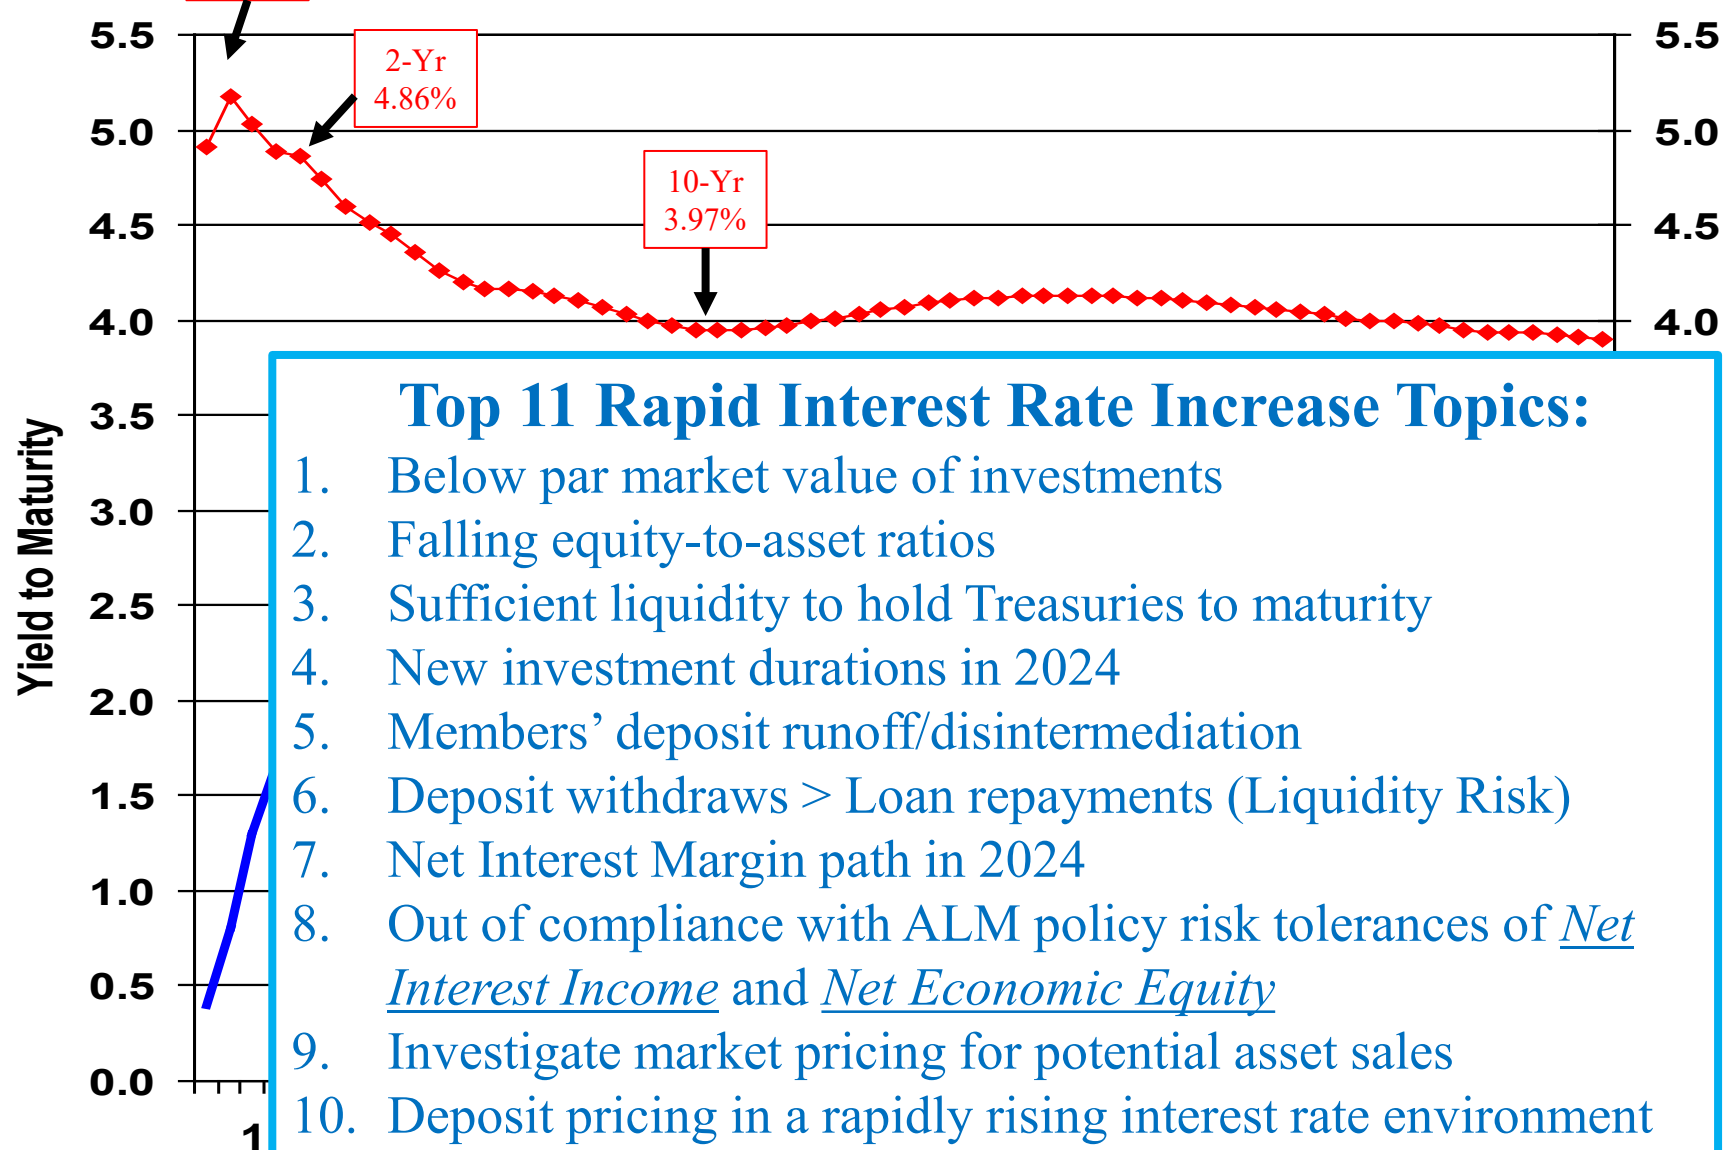 5.5
5.5
2-Yr
4.86%
5.0
5.0
10-Yr
3.97%
4.5
4.5
4.0
4.0
Yield to Maturity
3.5
3.0
2.5
2.0
1.5
1.0
0.5
0.0
1
Top 11 Rapid Interest Rate Increase Topics:
1. Below par market value of investments
2. Falling equity-to-asset ratios
3. Sufficient liquidity to hold Treasuries to maturity
4. New investment durations in 2024
5. Members’ deposit runoff/disintermediation
6. Deposit withdraws > Loan repayments (Liquidity Risk)
7. Net Interest Margin path in 2024
8. Out of compliance with ALM policy risk tolerances of Net
Interest Income and Net Economic Equity
9. Investigate market pricing for potential asset sales
10. Deposit pricing in a rapidly rising interest rate environment